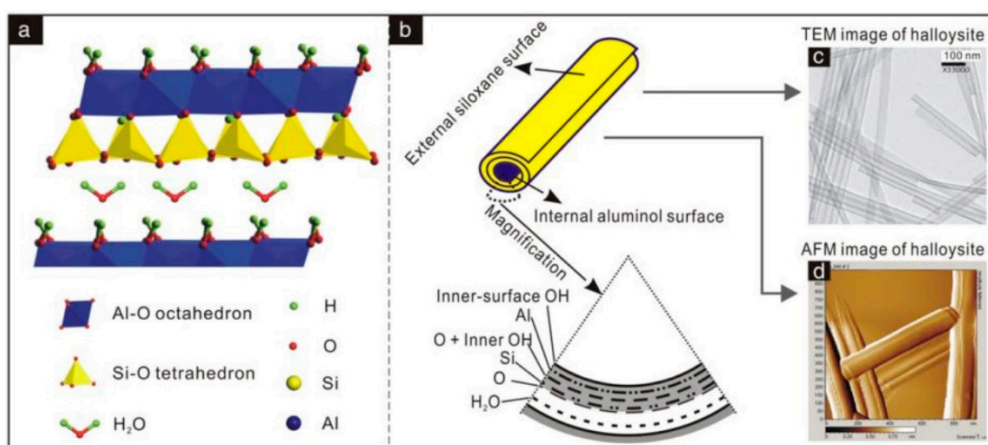 a
Al-O octahedron
Si-O tetrahedron
H₂O
H
O
Si
Al
b
External siloxane surface
Internal aluminol surface
Magnification
Inner-surface OH
Al
O + Inner OH
Si
O
H₂O
TEM image of halloysite
c
100 nm
X33000
AFM image of halloysite
d